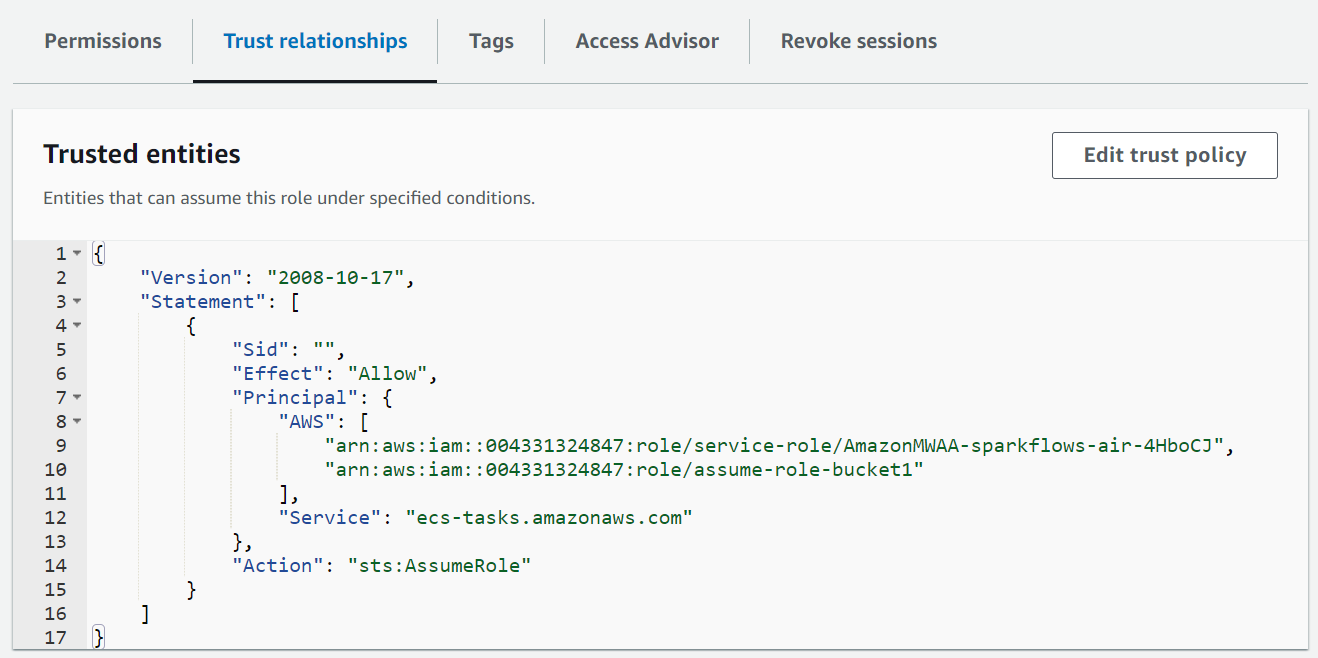 Permissions Trust relationships Tags Access Advisor Revoke sessions
Trusted entities
Edit trust policy
Entities that can assume this role under specified conditions.
1 {
2 "Version": "2008-10-17",
3 "Statement": [
4 {
5 "Sid": "",
6 "Effect": "Allow",
7 "Principal": {
8 "AWS": [
9 "arn:aws:iam::004331324847:role/service-role/AmazonMWAA-sparkflows-air-4HboCJ",
10 "arn:aws:iam::004331324847:role/assume-role-bucket1"
11 ],
12 "Service": "ecs-tasks.amazonaws.com"
13 },
14 "Action": "sts:AssumeRole"
15 }
16 ]
17 }